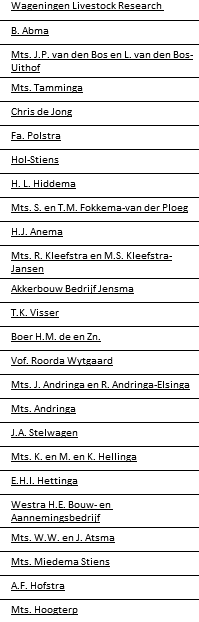 Wageningen Livestock Research
B. Abma
Mts. J.P. van den Bos en L. van den Bos-
Uithof
Mts. Tamminga
Chris de Jong
Fa. Polstra
Hol-Stiens
H. L. Hiddema
Mts. S. en T.M. Fokkema-van der Ploeg
H.J. Anema
Mts. R. Kleefstra en M.S. Kleefstra-
Jansen
Akkerbouw Bedrijf Jensma
T.K. Visser
Boer H.M. de en Zn.
Vof. Roorda Wytgaard
Mts. J. Andringa en R. Andringa-Elsinga
Mts. Andringa
J.A. Stelwagen
Mts. K. en M. en K. Hellinga
E.H.I. Hettinga
Westra H.E. Bouw- en
Aannemingsbedrijf
Mts. W.W. en J. Atsma
Mts. Miedema Stiens
A.F. Hofstra
Mts. Hoogterp